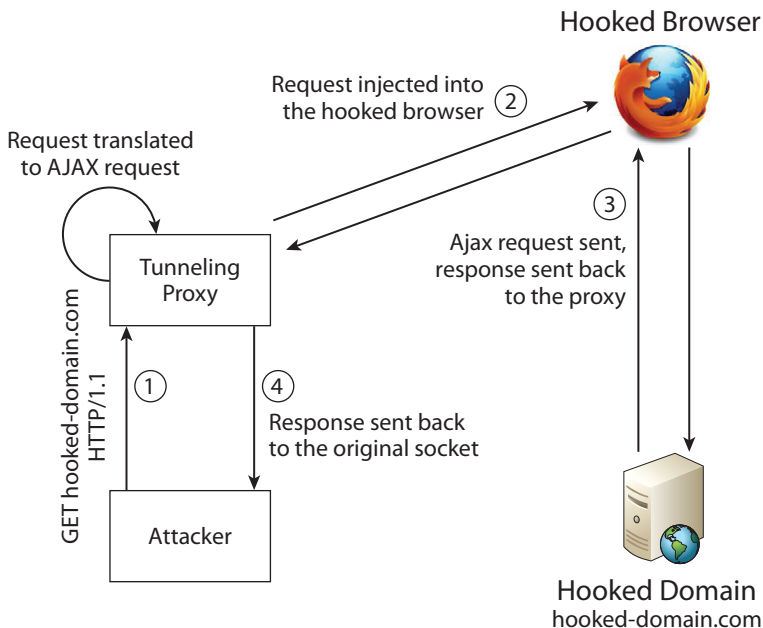 Hooked Browser
Request injected into
the hooked browser
2
Request translated
to AJAX request
3
Ajax request sent,
response sent back
to the proxy
Tunneling
Proxy
GET hooked-domain.com
HTTP/1.1
1
4
Response sent back
to the original socket
Attacker
Hooked Domain
hooked-domain.com